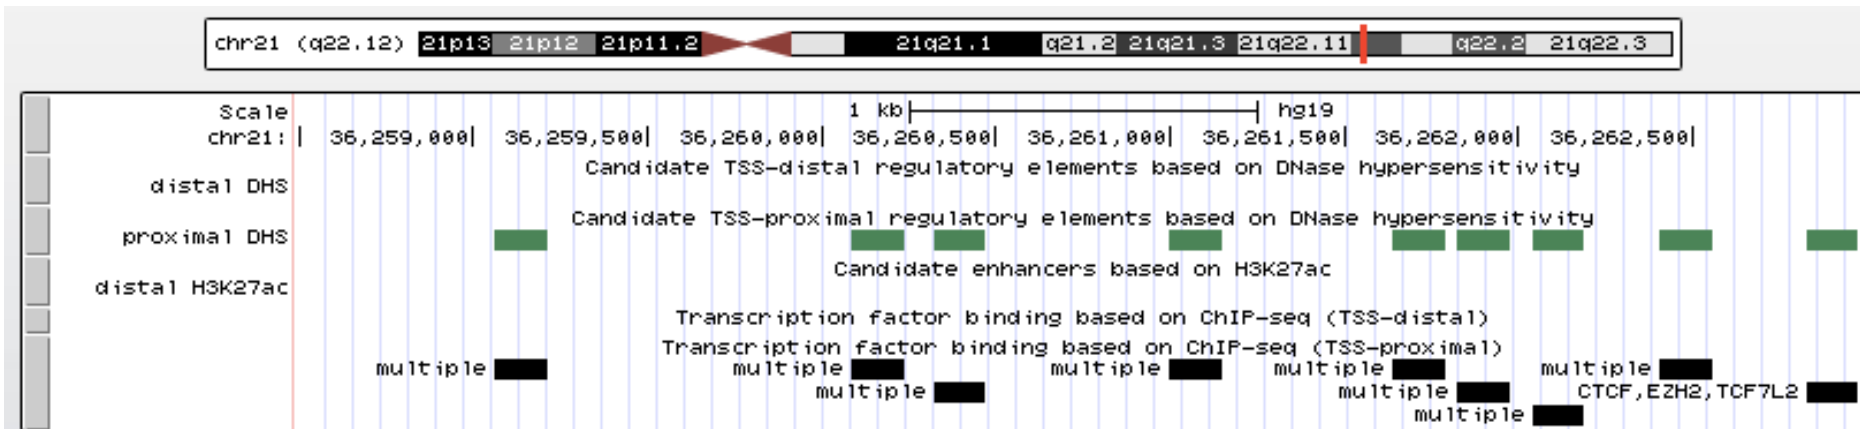 chr21 (q22.12) 21p13 21p12 21p11.2 21q21.1 q21.2 21q21.3 21q22.11 q22.2 21q22.3
Scale 1 kb hg19
chr21: 36,259,000 36,259,500 36,260,000 36,260,500 36,261,000 36,261,500 36,262,000 36,262,500
Candidate TSS-distal regulatory elements based on DNase hypersensitivity
distal DHS
Candidate TSS-proximal regulatory elements based on DNase hypersensitivity
proximal DHS
Candidate enhancers based on H3K27ac
distal H3K27ac
Transcription factor binding based on ChIP-seq (TSS-distal)
Transcription factor binding based on ChIP-seq (TSS-proximal)
multiple multiple multiple multiple multiple
multiple multiple CTCF,EZH2,TCF7L2
multiple